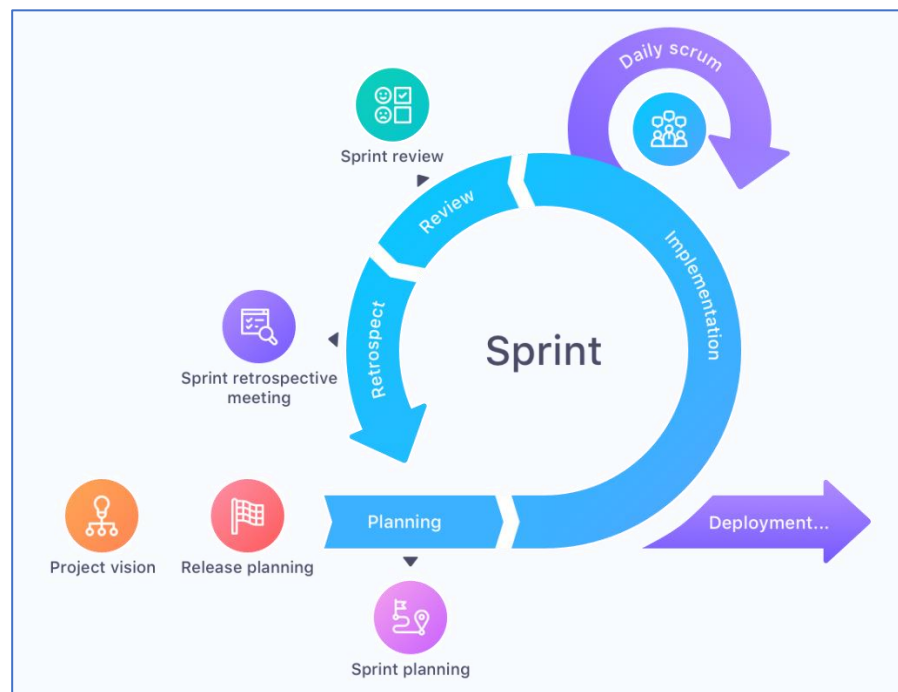 Daily scrum
Sprint review
Review
Implementation
Retrospect
Sprint
Sprint retrospective
meeting
Planning
Deployment...
Project vision
Release planning
Sprint planning